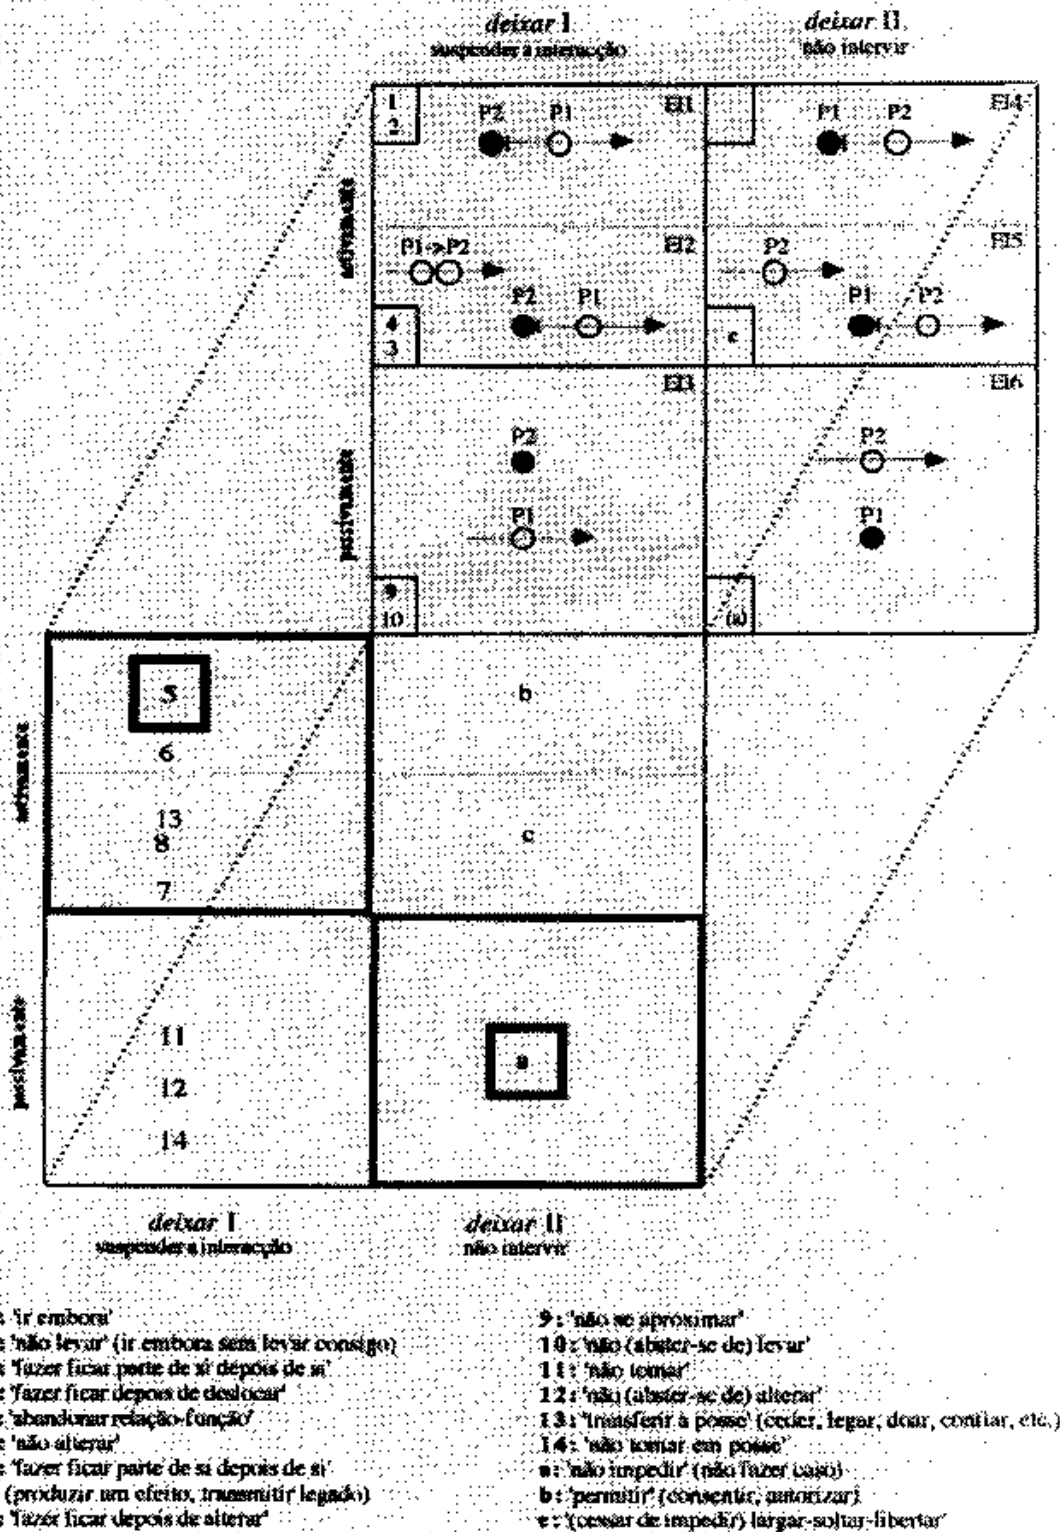 deixar I
suspender a interacção
deixar II
não intervir
1
2
P2 P1
EI1
P1 P2
EI4
activamente
P1->P2
EI2
P2
EI5
P2 P1
P1 P2
4
3
c
EI3
EI6
passivamente
P2
P2
P1
P1
9
10
(a)
activamente
5
b
6
13
c
8
7
passivamente
11
a
12
14
deixar I
suspender a interacção
deixar II
não intervir
: 'ir embora'
: 'não levar' (ir embora sem levar consigo)
: 'fazer ficar parte de si depois de si'
: 'fazer ficar depois de deslocar'
: 'abandonar relação-função'
: 'não alterar'
: 'fazer ficar parte de si depois de si'
(produzir um efeito, transmitir legado)
: 'fazer ficar depois de alterar'
9: 'não se aproximar'
10: 'não (abster-se de) levar'
11: 'não tomar'
12: 'não (abster-se de) alterar'
13: 'transferir a posse' (ceder, legar, doar, confiar, etc.)
14: 'não tomar em posse'
a: 'não impedir' (não fazer caso)
b: 'permitir' (consentir, autorizar)
c: '(cessar de impedir) largar-soltar-libertar'